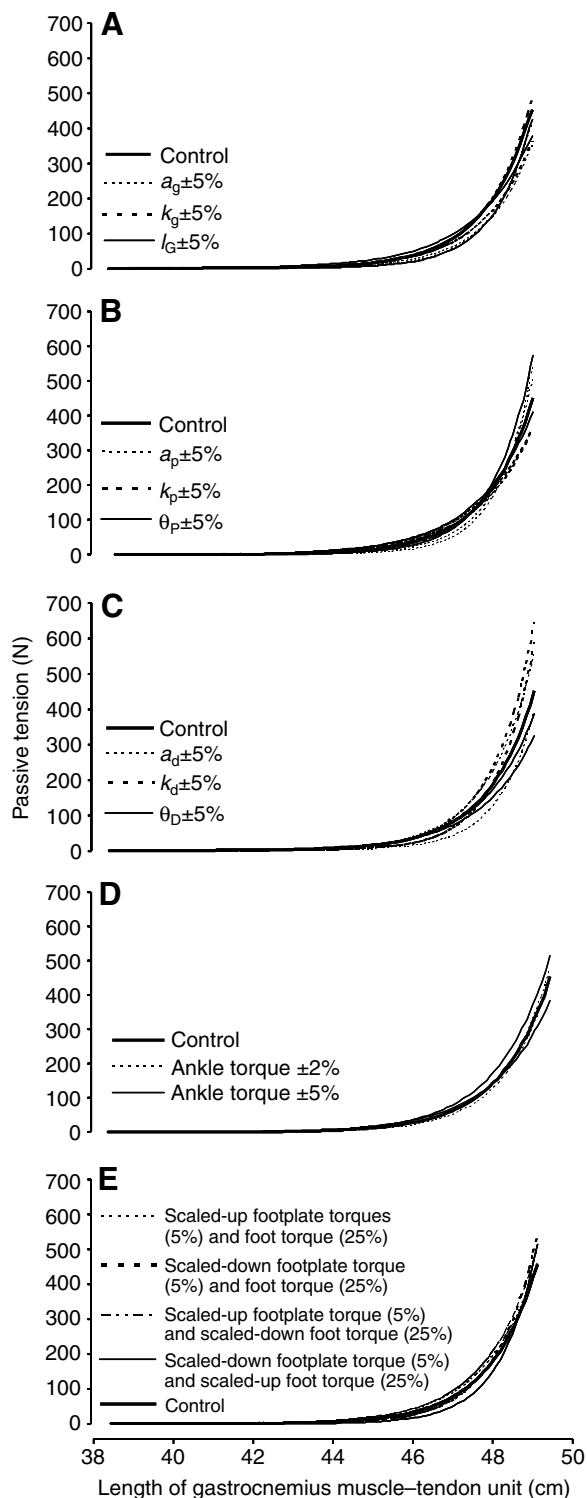 A
700
600
500
400
300
200
100
0
Control
ag±5%
kg±5%
lG±5%
B
700
600
500
400
300
200
100
0
Control
ap±5%
kp±5%
θP±5%
C
700
600
500
400
300
200
100
0
Control
ad±5%
kd±5%
θD±5%
Passive tension (N)
D
700
600
500
400
300
200
100
0
Control
Ankle torque ±2%
Ankle torque ±5%
E
700
600
500
400
300
200
100
0
Scaled-up footplate torques
(5%) and foot torque (25%)
Scaled-down footplate torque
(5%) and foot torque (25%)
Scaled-up footplate torque (5%)
and scaled-down foot torque (25%)
Scaled-down footplate torque (5%)
and scaled-up foot torque (25%)
Control
38 40 42 44 46 48 50
Length of gastrocnemius muscle–tendon unit (cm)